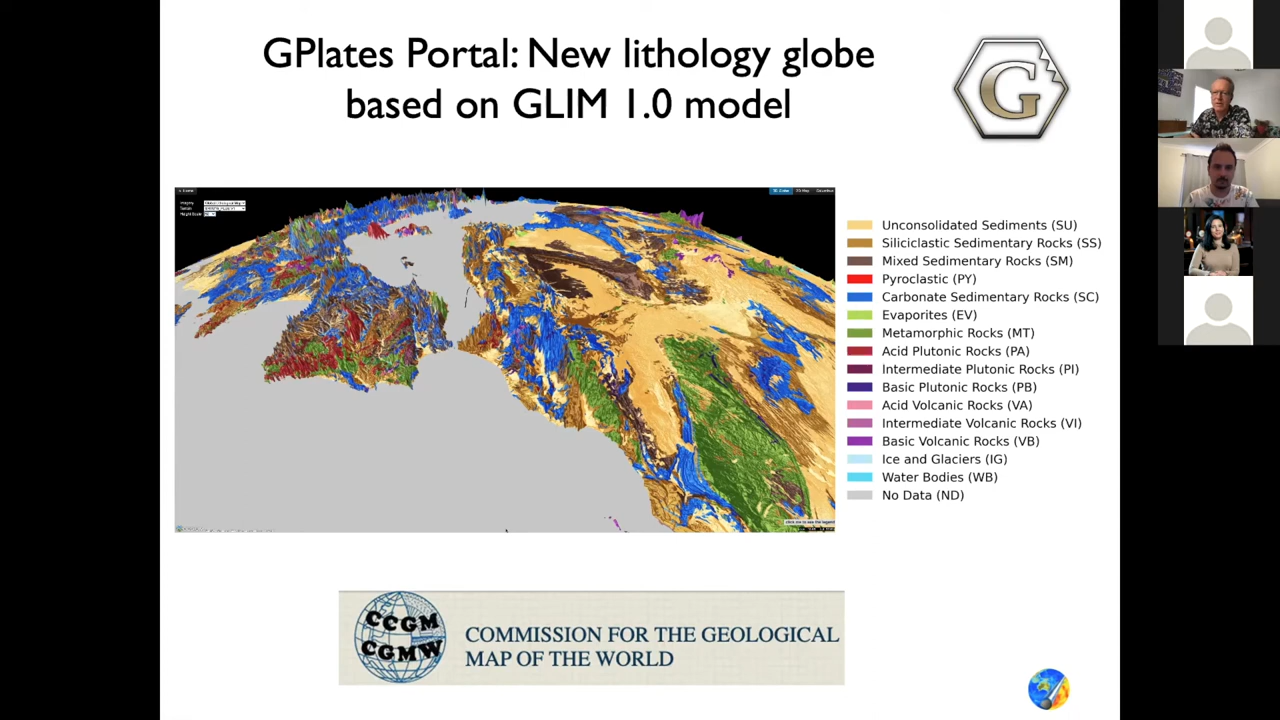 GPlates Portal: New lithology globe
based on GLIM 1.0 model
G
Unconsolidated Sediments (SU)
Siliciclastic Sedimentary Rocks (SS)
Mixed Sedimentary Rocks (SM)
Pyroclastic (PY)
Carbonate Sedimentary Rocks (SC)
Evaporites (EV)
Metamorphic Rocks (MT)
Acid Plutonic Rocks (PA)
Intermediate Plutonic Rocks (PI)
Basic Plutonic Rocks (PB)
Acid Volcanic Rocks (VA)
Intermediate Volcanic Rocks (VI)
Basic Volcanic Rocks (VB)
Ice and Glaciers (IG)
Water Bodies (WB)
No Data (ND)
CCGM
CGMW
COMMISSION FOR THE GEOLOGICAL
MAP OF THE WORLD